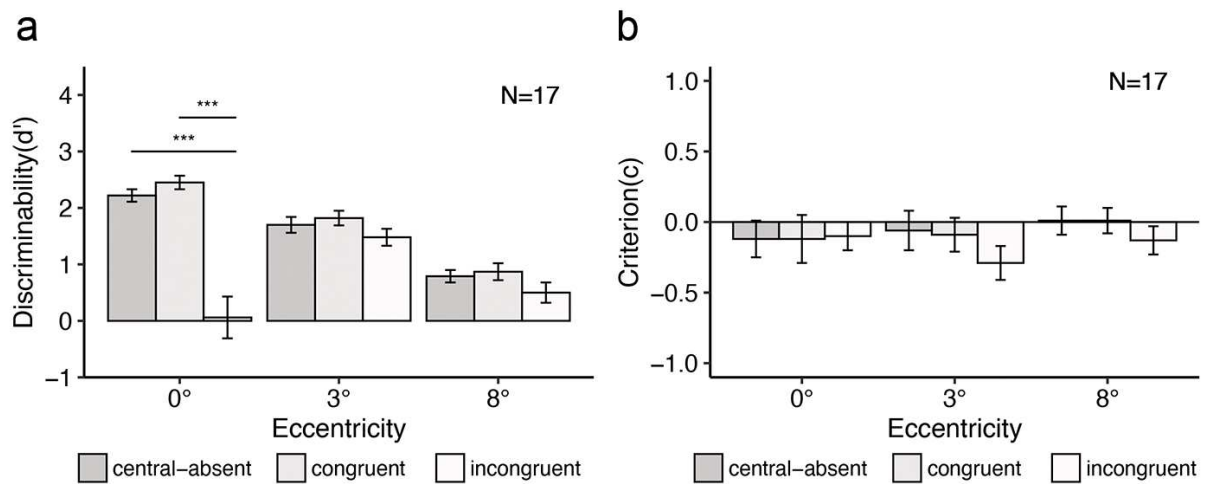 a
N=17
***
***
Discriminability(d')
4
3
2
1
0
−1
0°
3°
8°
Eccentricity
central−absent
congruent
incongruent
b
N=17
Criterion(c)
1.0
0.5
0.0
−0.5
−1.0
0°
3°
8°
Eccentricity
central−absent
congruent
incongruent